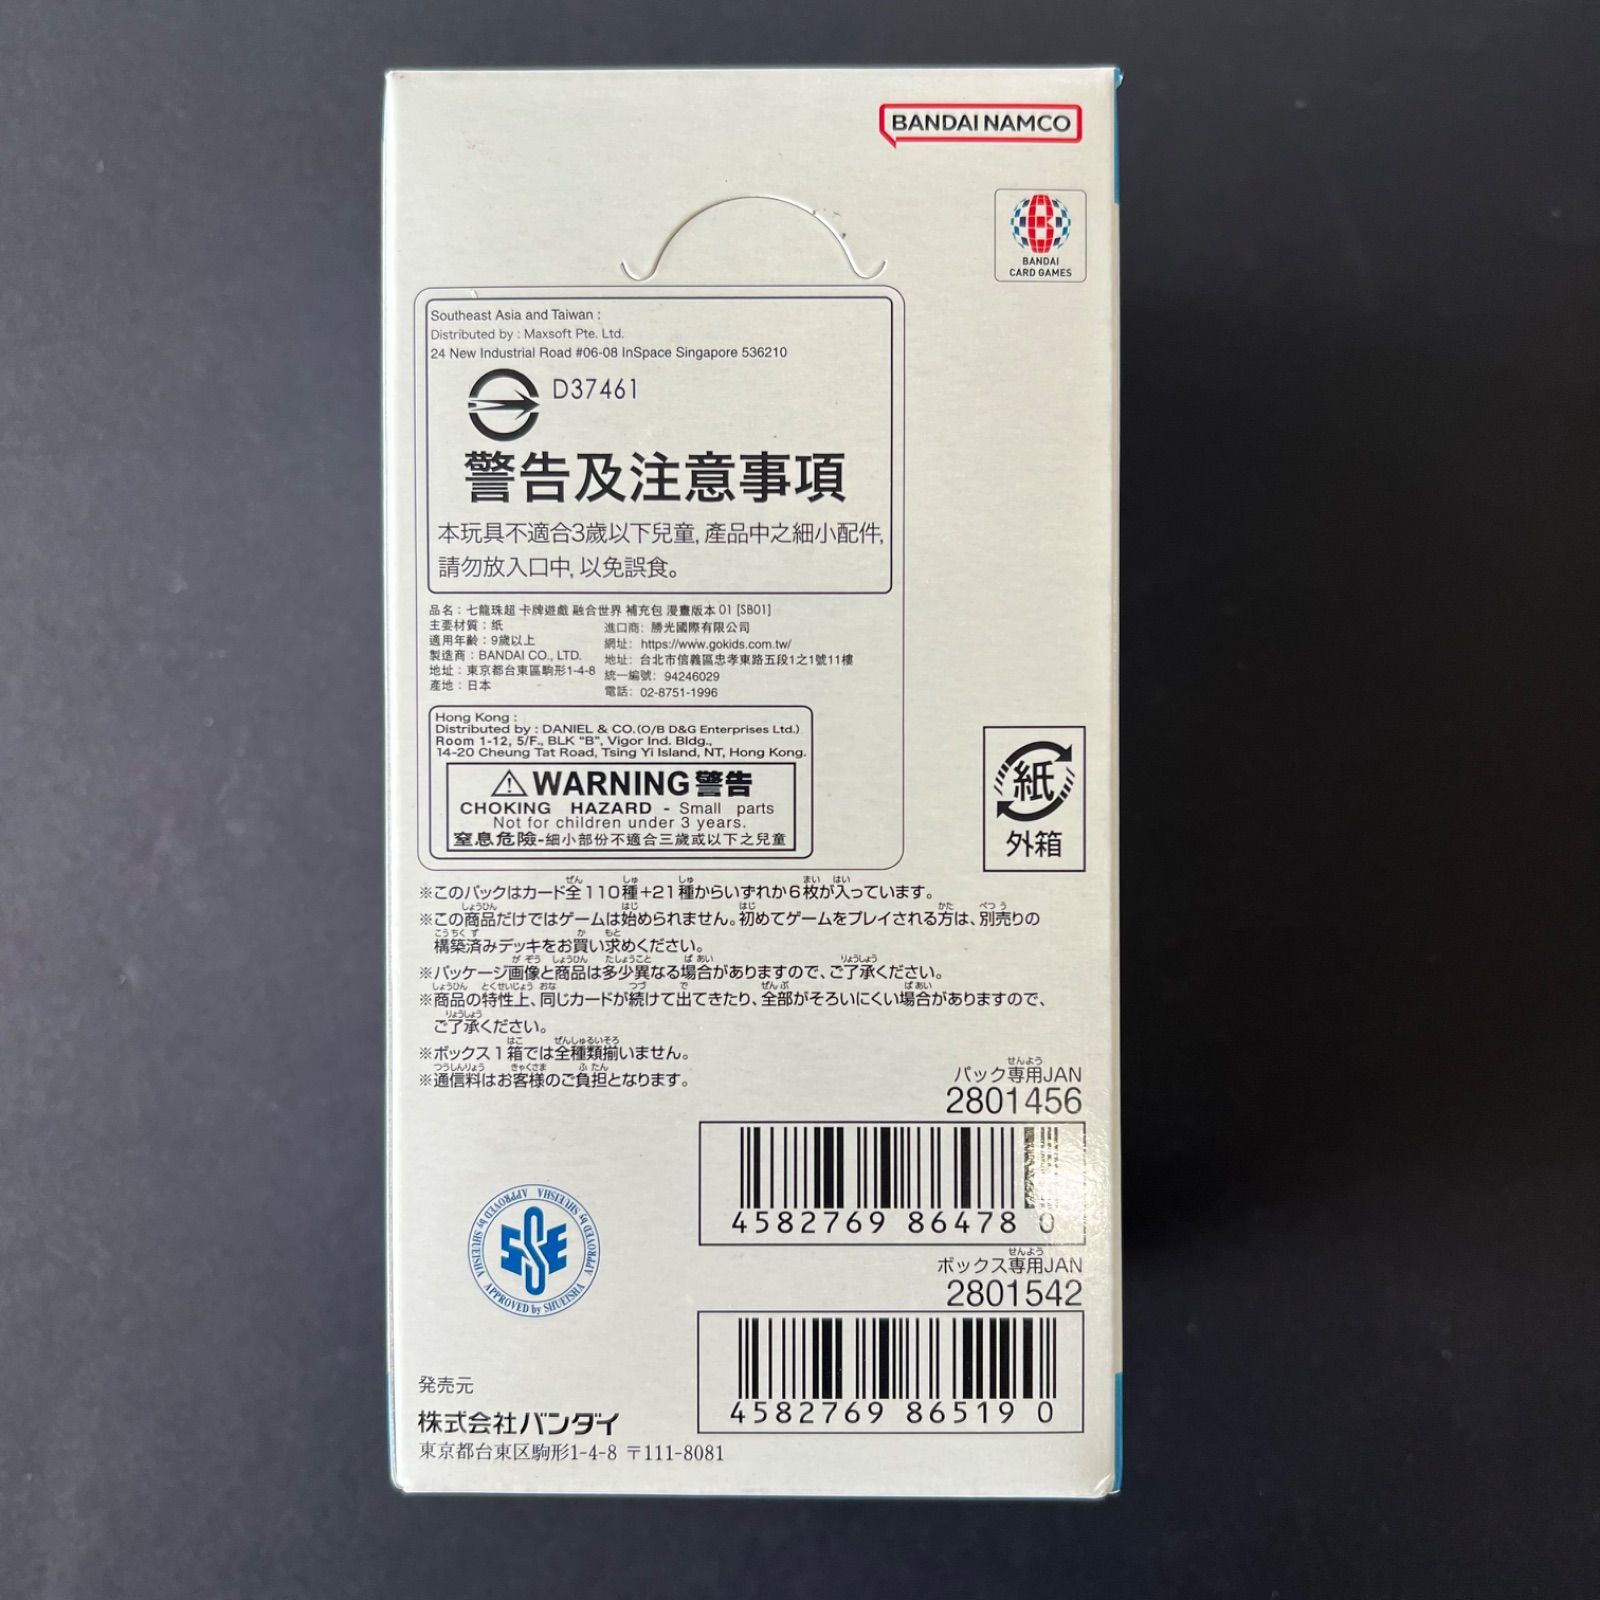 BANDAI NAMCO
BANDAI
CARD GAMES
Southeast Asia and Taiwan :
Distributed by : Maxsoft Pte. Ltd.
24 New Industrial Road #06-08 InSpace Singapore 536210
D37461
警告及注意事項
本玩具不適合3歲以下兒童, 產品中之細小配件,
請勿放入口中, 以免誤食。
品名：七龍珠超 卡牌遊戲 融合世界 補充包 漫畫版本 01 [SB01]
主要材質：紙
適用年齡：9歲以上
製造商：BANDAI CO., LTD.
地址：東京都台東區駒形1-4-8
產地：日本
進口商：勝光國際有限公司
網址：https://www.gokids.com.tw/
地址：台北市信義區忠孝東路五段1之1號11樓
統一編號：94246029
電話：02-8751-1996
Hong Kong :
Distributed by : DANIEL & CO.(O/B D&G Enterprises Ltd.)
Room 1-12, 5/F., BLK "B", Vigor Ind. Bldg.,
14-20 Cheung Tat Road, Tsing Yi Island, NT, Hong Kong.
WARNING 警告
CHOKING HAZARD - Small parts
Not for children under 3 years.
窒息危險-細小部份不適合三歲或以下之兒童
紙
外箱
※このパックはカード全110種+21種からいずれか6枚が入っています。
※この商品だけではゲームは始められません。初めてゲームをプレイされる方は、別売りの
構築済みデッキをお買い求めください。
※パッケージ画像と商品は多少異なる場合がありますので、ご了承ください。
※商品の特性上、同じカードが続けて出てきたり、全部がそろいにくい場合がありますので、
ご了承ください。
※ボックス1箱では全種類揃いません。
※通信料はお客様のご負担となります。
パック専用JAN
2801456
4582769 864780
ボックス専用JAN
2801542
4582769 865190
SSE
APPROVED by SHUEISHA APPROVED by SHUEISHA APPROVED by SHUEISHA
発売元
株式会社バンダイ
東京都台東区駒形1-4-8 〒111-8081